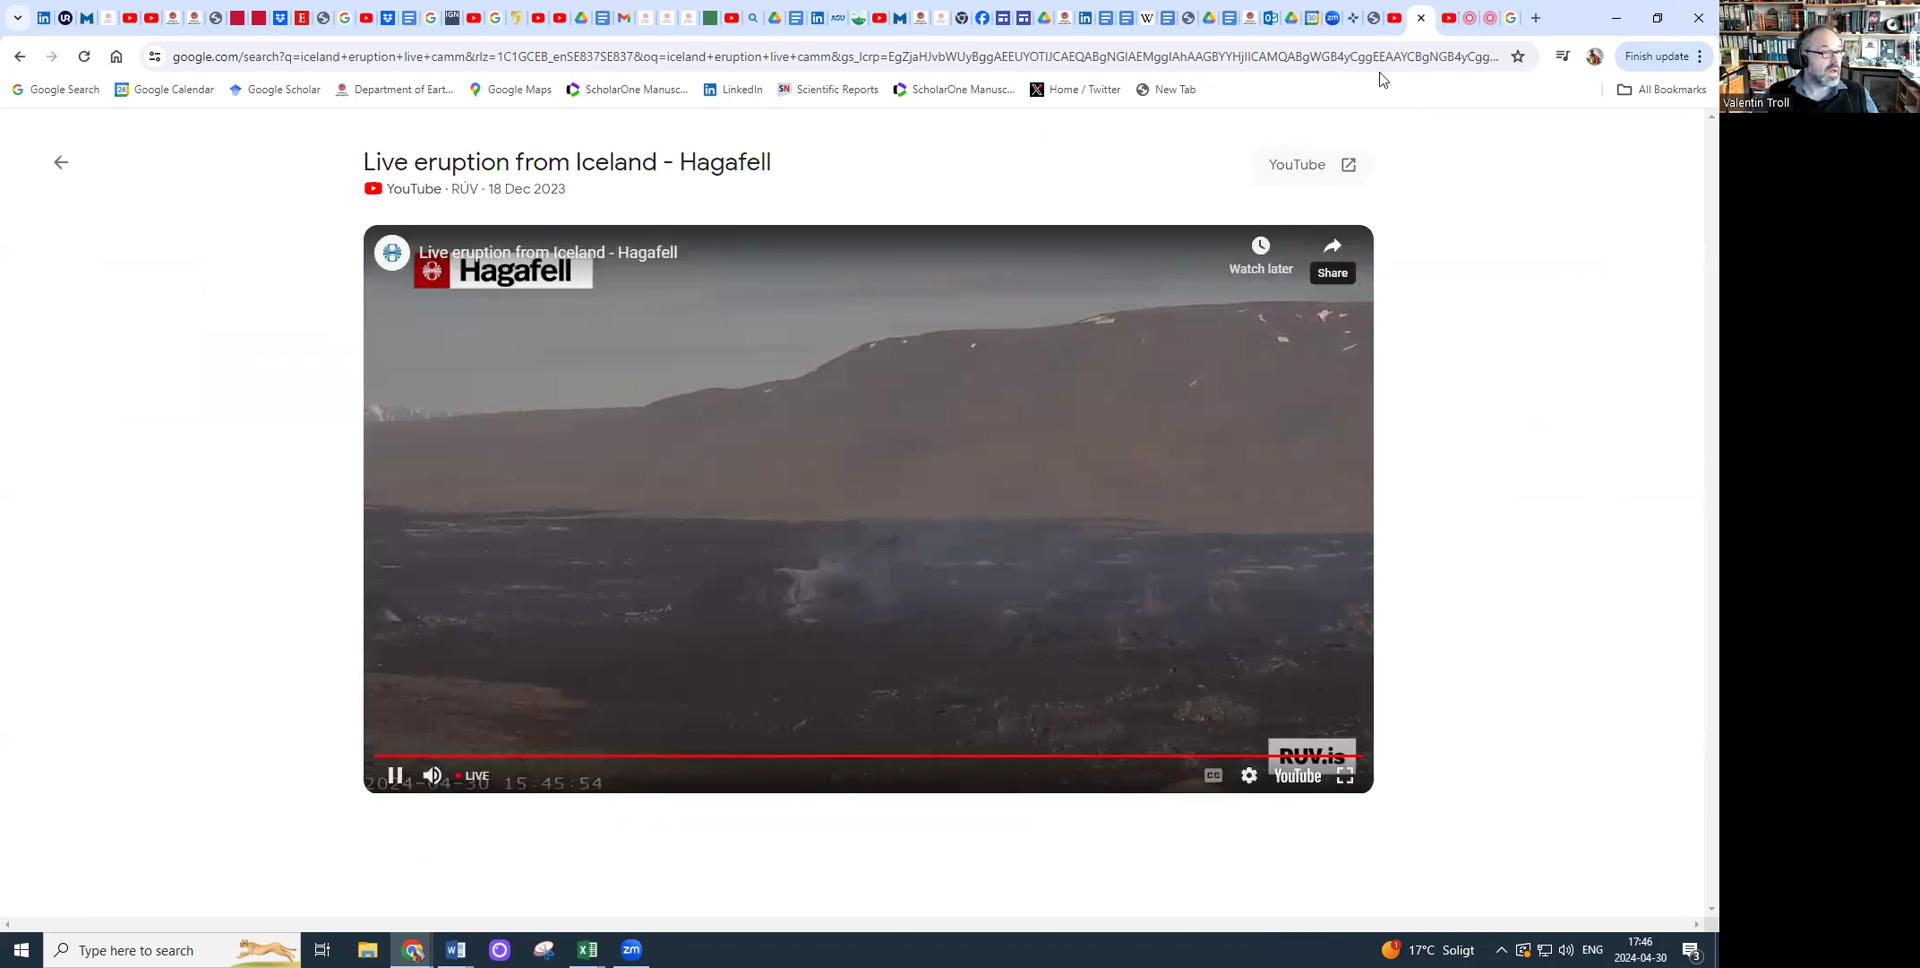 google.com/search?q=iceland+eruption+live+camm&rlz=1C1GCEB_enSE837SE837&oq=iceland+eruption+live+camm&gs_lcrp=EgZjaHJvbWUyBggAEEUYOTIJCAEQABgNGIAEMggIAhAAGBYYHjIICAMQABgWGB4yCggEEAAYCBgNGB4yCgg...
Finish update
Google Search
Google Calendar
Google Scholar
Department of Eart...
Google Maps
ScholarOne Manusc...
LinkedIn
Scientific Reports
ScholarOne Manusc...
Home / Twitter
New Tab
All Bookmarks
Valentin Troll
Live eruption from Iceland - Hagafell
YouTube
YouTube · RÚV · 18 Dec 2023
Live eruption from Iceland - Hagafell
Hagafell
Watch later
Share
RUV.is
LIVE
YouTube
2024-04-30 15:45:54
Type here to search
17°C Soligt
ENG
17:46
2024-04-30